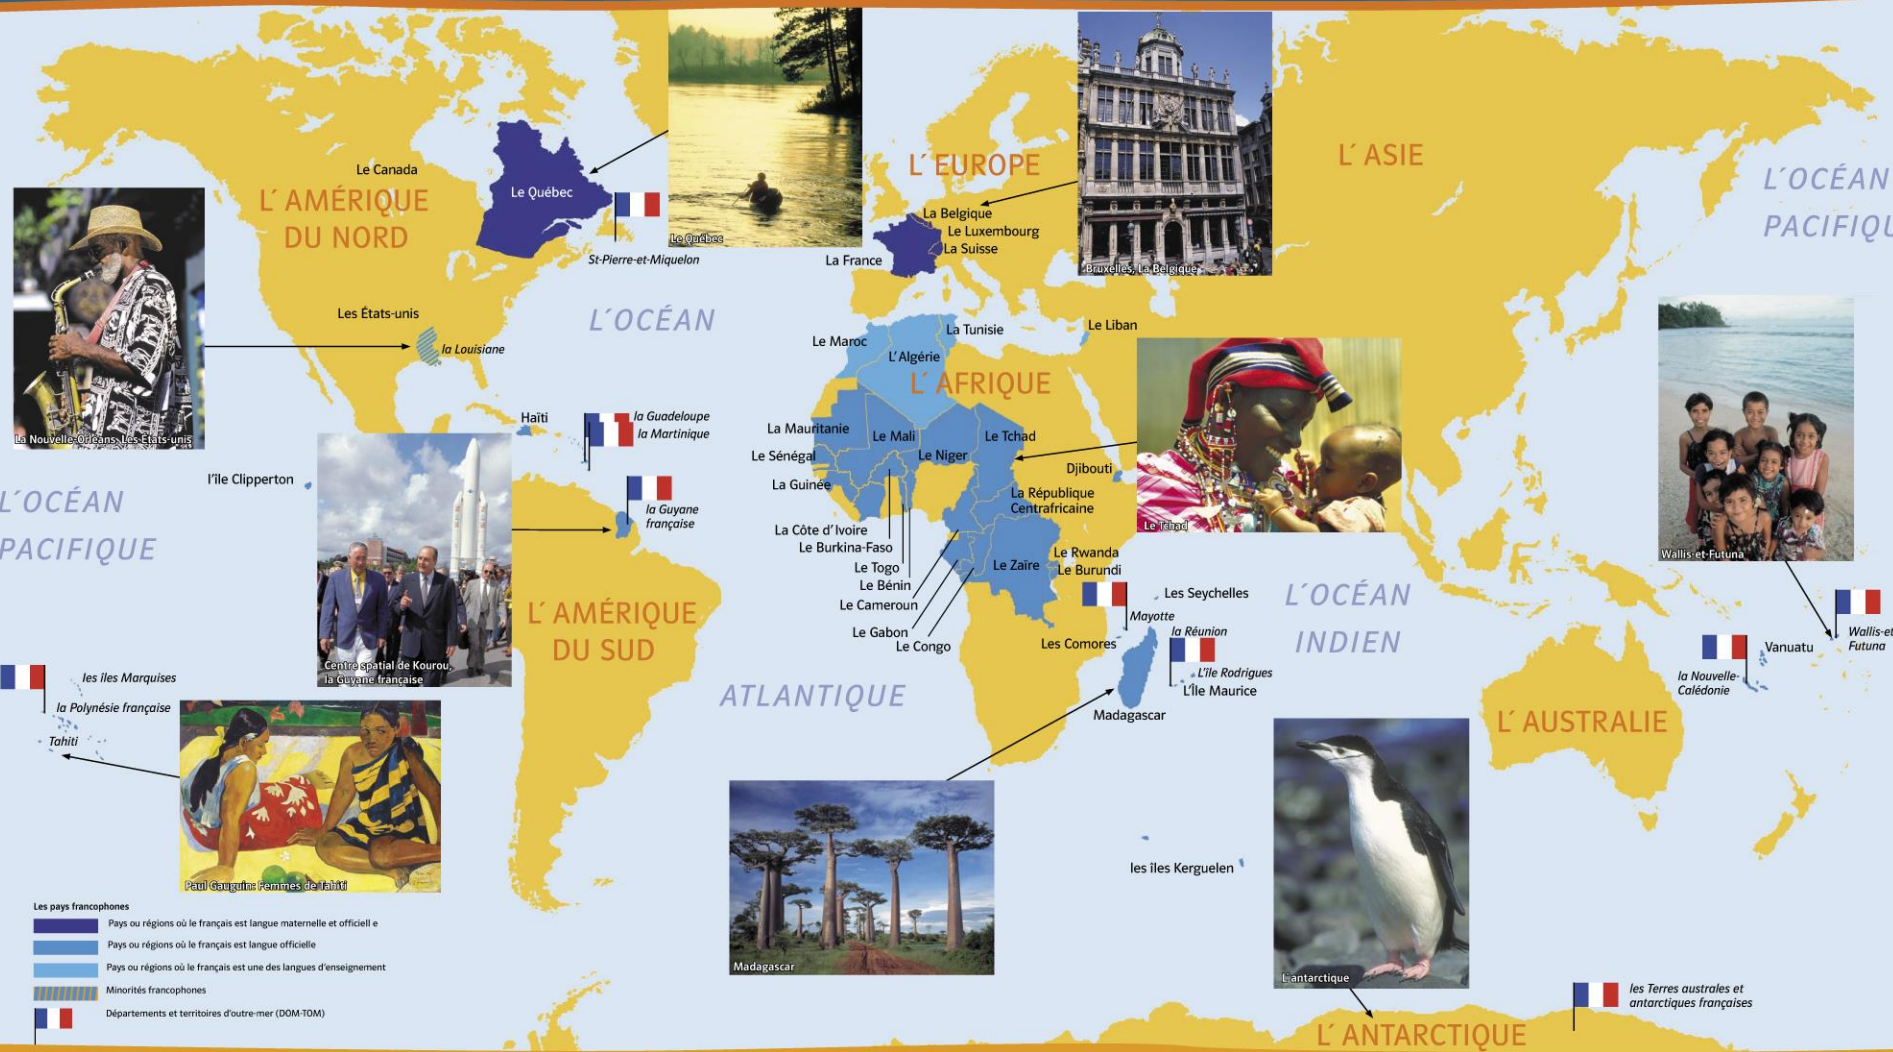 L'EUROPE
L'ASIE
Le Canada
L'AMÉRIQUE
DU NORD
Le Québec
St-Pierre-et-Miquelon
Le Québec
La Belgique
Le Luxembourg
La Suisse
La France
Bruxelles, La Belgique
L'OCÉAN
PACIFIQU
Les États-unis
la Louisiane
L'OCÉAN
ATLANTIQUE
La Nouvelle-Orléans, Les États-unis
Le Maroc
La Tunisie
L'Algérie
Le Liban
L'AFRIQUE
Haïti
la Guadeloupe
la Martinique
La Mauritanie
Le Mali
Le Tchad
Le Sénégal
Le Niger
Djibouti
La Guinée
La République
Centrafricaine
La Côte d'Ivoire
Le Burkina-Faso
Le Togo
Le Bénin
Le Cameroun
Le Gabon
Le Congo
Le Zaïre
Le Rwanda
Le Burundi
Le Tchad
Wallis-et-Futuna
l'île Clipperton
L'OCÉAN
PACIFIQUE
la Guyane
française
Centre spatial de Kourou,
la Guyane française
L'AMÉRIQUE
DU SUD
Les Seychelles
Mayotte
la Réunion
Les Comores
L'île Rodrigues
L'Île Maurice
Madagascar
L'OCÉAN
INDIEN
Vanuatu
Wallis-et
Futuna
la Nouvelle-
Calédonie
L'AUSTRALIE
les îles Marquises
la Polynésie française
Tahiti
Paul Gauguin: Femmes de Tahiti
Madagascar
les îles Kerguelen
L'antarctique
les Terres australes et
antarctiques françaises
L'ANTARCTIQUE
Les pays francophones
Pays ou régions où le français est langue maternelle et officiell e
Pays ou régions où le français est langue officielle
Pays ou régions où le français est une des langues d'enseignement
Minorités francophones
Départements et territoires d'outre-mer (DOM-TOM)